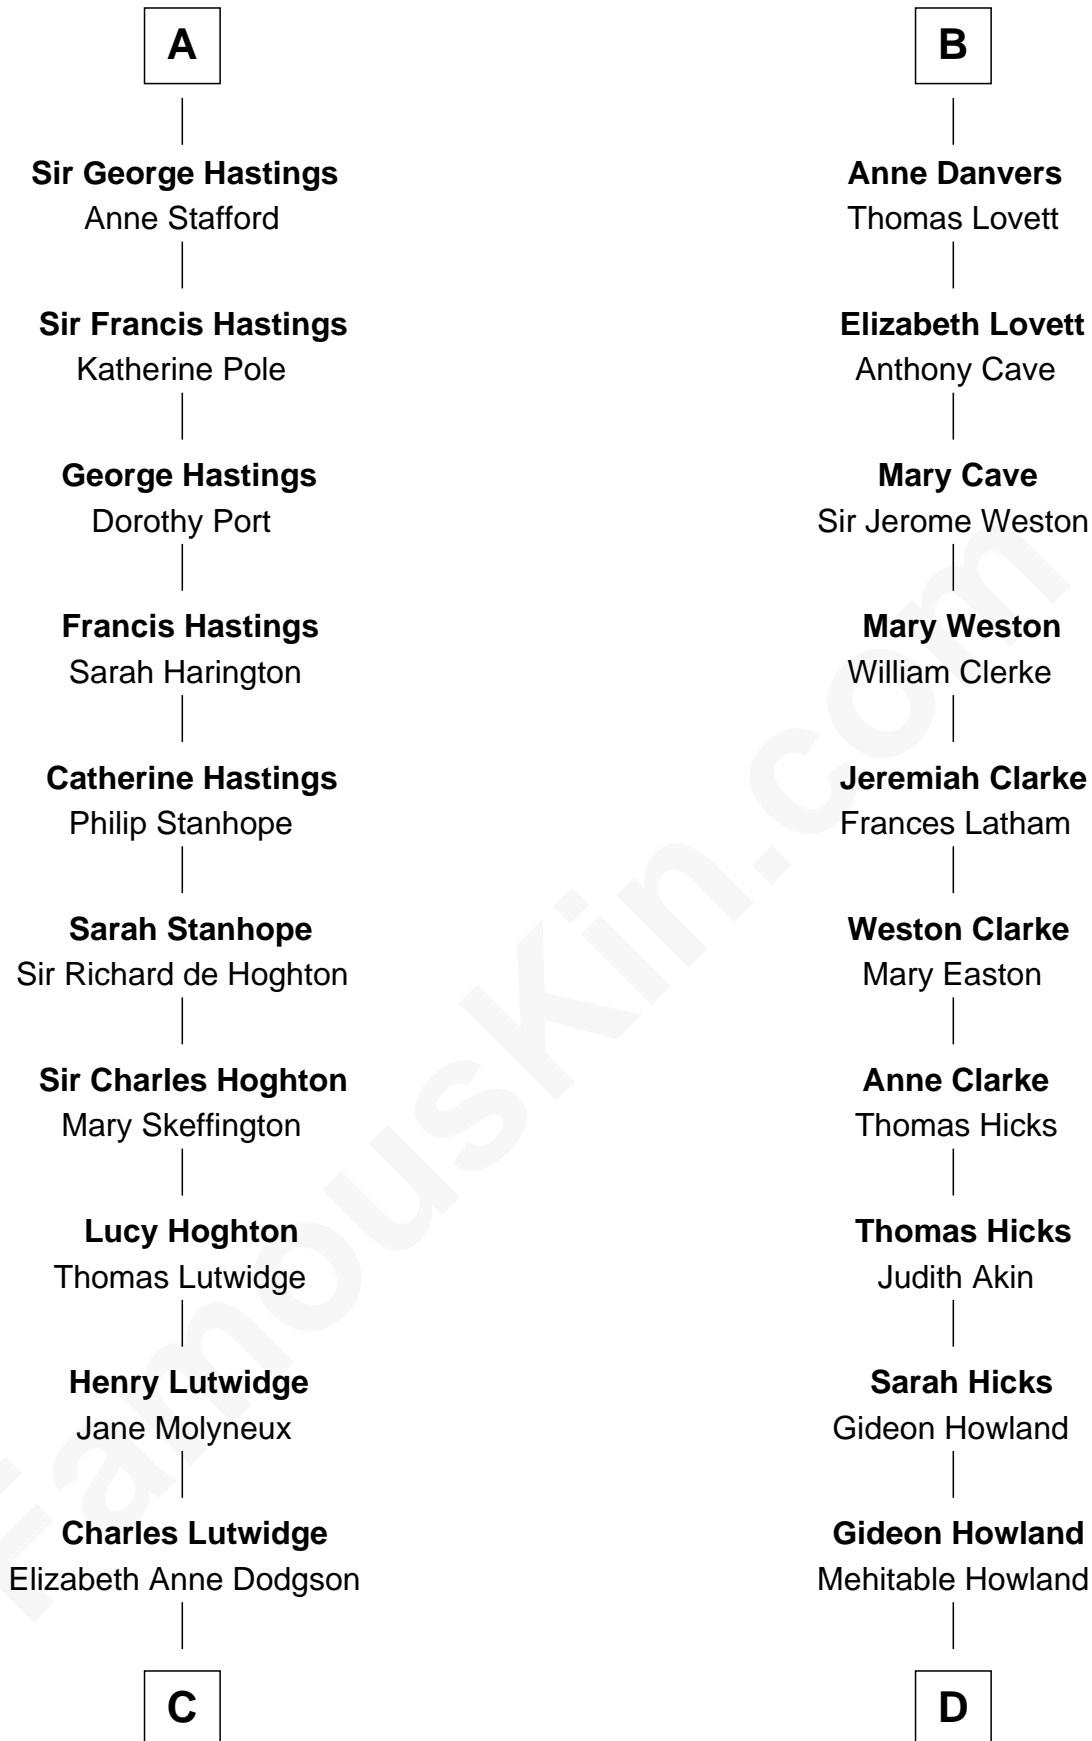 A
Sir George Hastings
Anne Stafford
Sir Francis Hastings
Katherine Pole
George Hastings
Dorothy Port
Francis Hastings
Sarah Harington
Catherine Hastings
Philip Stanhope
Sarah Stanhope
Sir Richard de Hoghton
Sir Charles Hoghton
Mary Skeffington
Lucy Hoghton
Thomas Lutwidge
Henry Lutwidge
Jane Molyneux
Charles Lutwidge
Elizabeth Anne Dodgson
C
B
Anne Danvers
Thomas Lovett
Elizabeth Lovett
Anthony Cave
Mary Cave
Sir Jerome Weston
Mary Weston
William Clerke
Jeremiah Clarke
Frances Latham
Weston Clarke
Mary Easton
Anne Clarke
Thomas Hicks
Thomas Hicks
Judith Akin
Sarah Hicks
Gideon Howland
Gideon Howland
Mehitable Howland
D
FamousKin.com